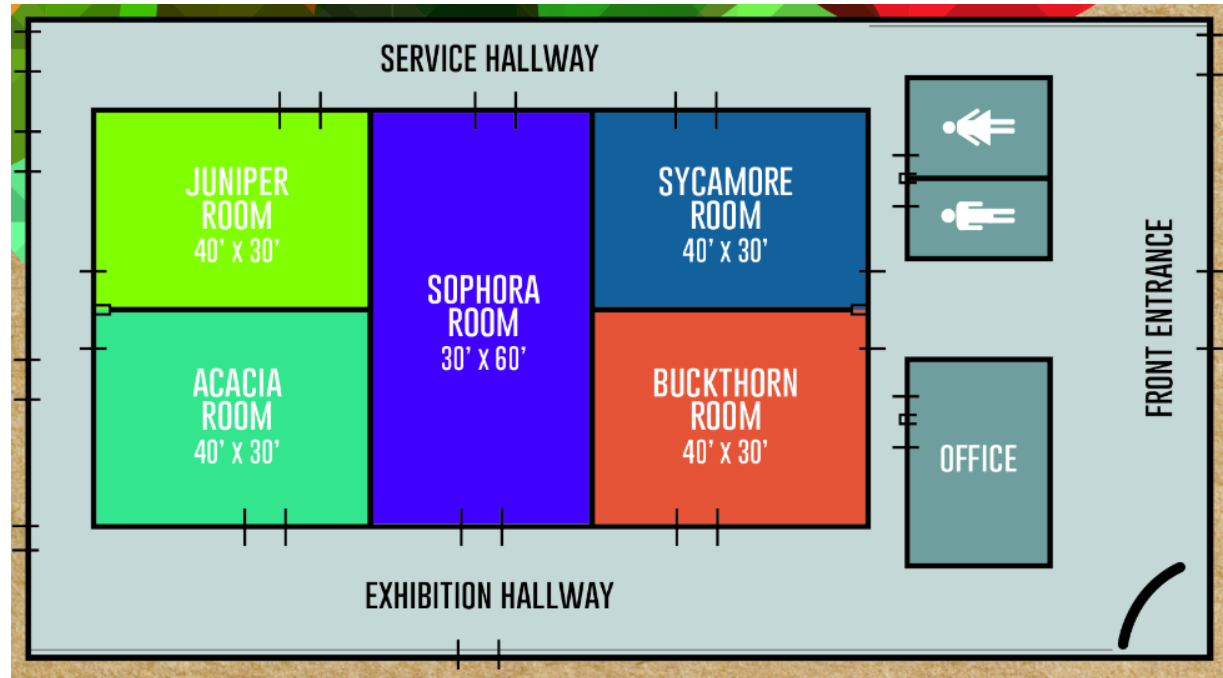 SERVICE HALLWAY
JUNIPER
ROOM
40’ X 30’
SOPHORA
ROOM
30’ X 60’
SYCAMORE
ROOM
40’ X 30’
ACACIA
ROOM
40’ X 30’
BUCKTHORN
ROOM
40’ X 30’
OFFICE
FRONT ENTRANCE
EXHIBITION HALLWAY